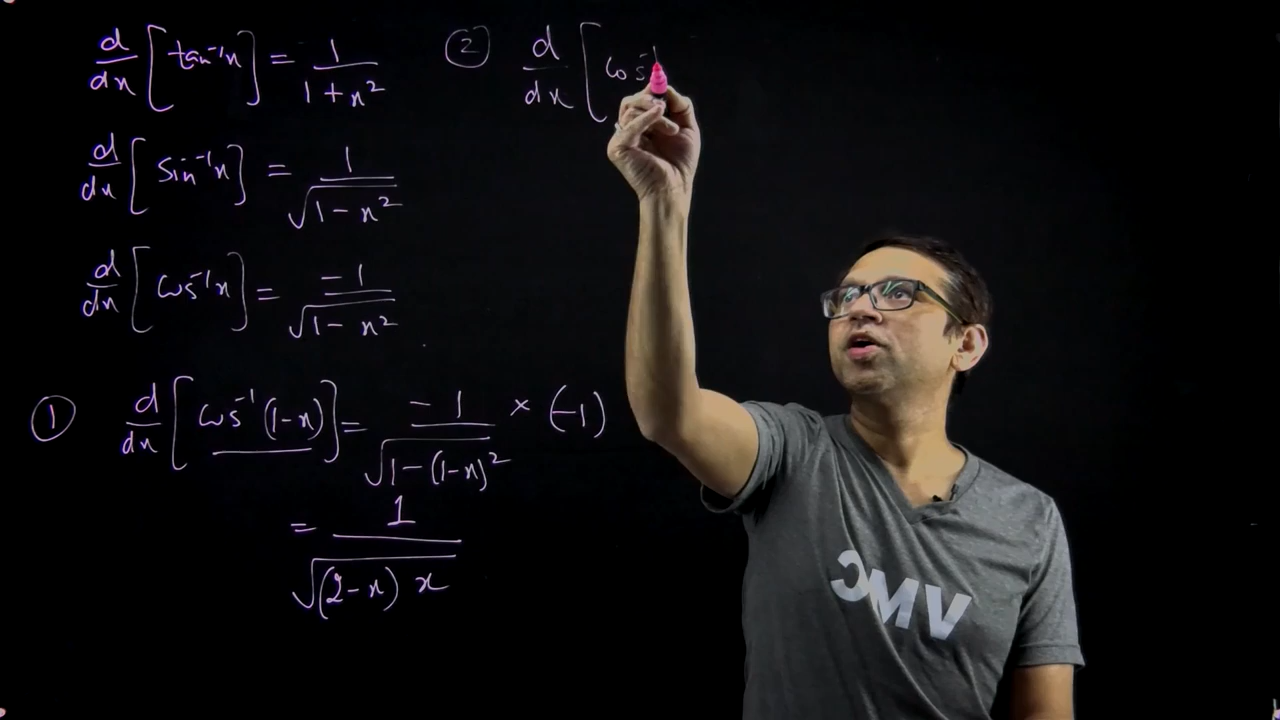 d/dx [tan⁻¹x] = 1/(1+x²)
d/dx [sin⁻¹x] = 1/√(1-x²)
d/dx [cos⁻¹x] = -1/√(1-x²)
① d/dx [cos⁻¹(1-x)] = -1/√(1-(1-x)²) × (-1)
= 1/√((2-x) x)
② d/dx [cos⁻¹
VMC